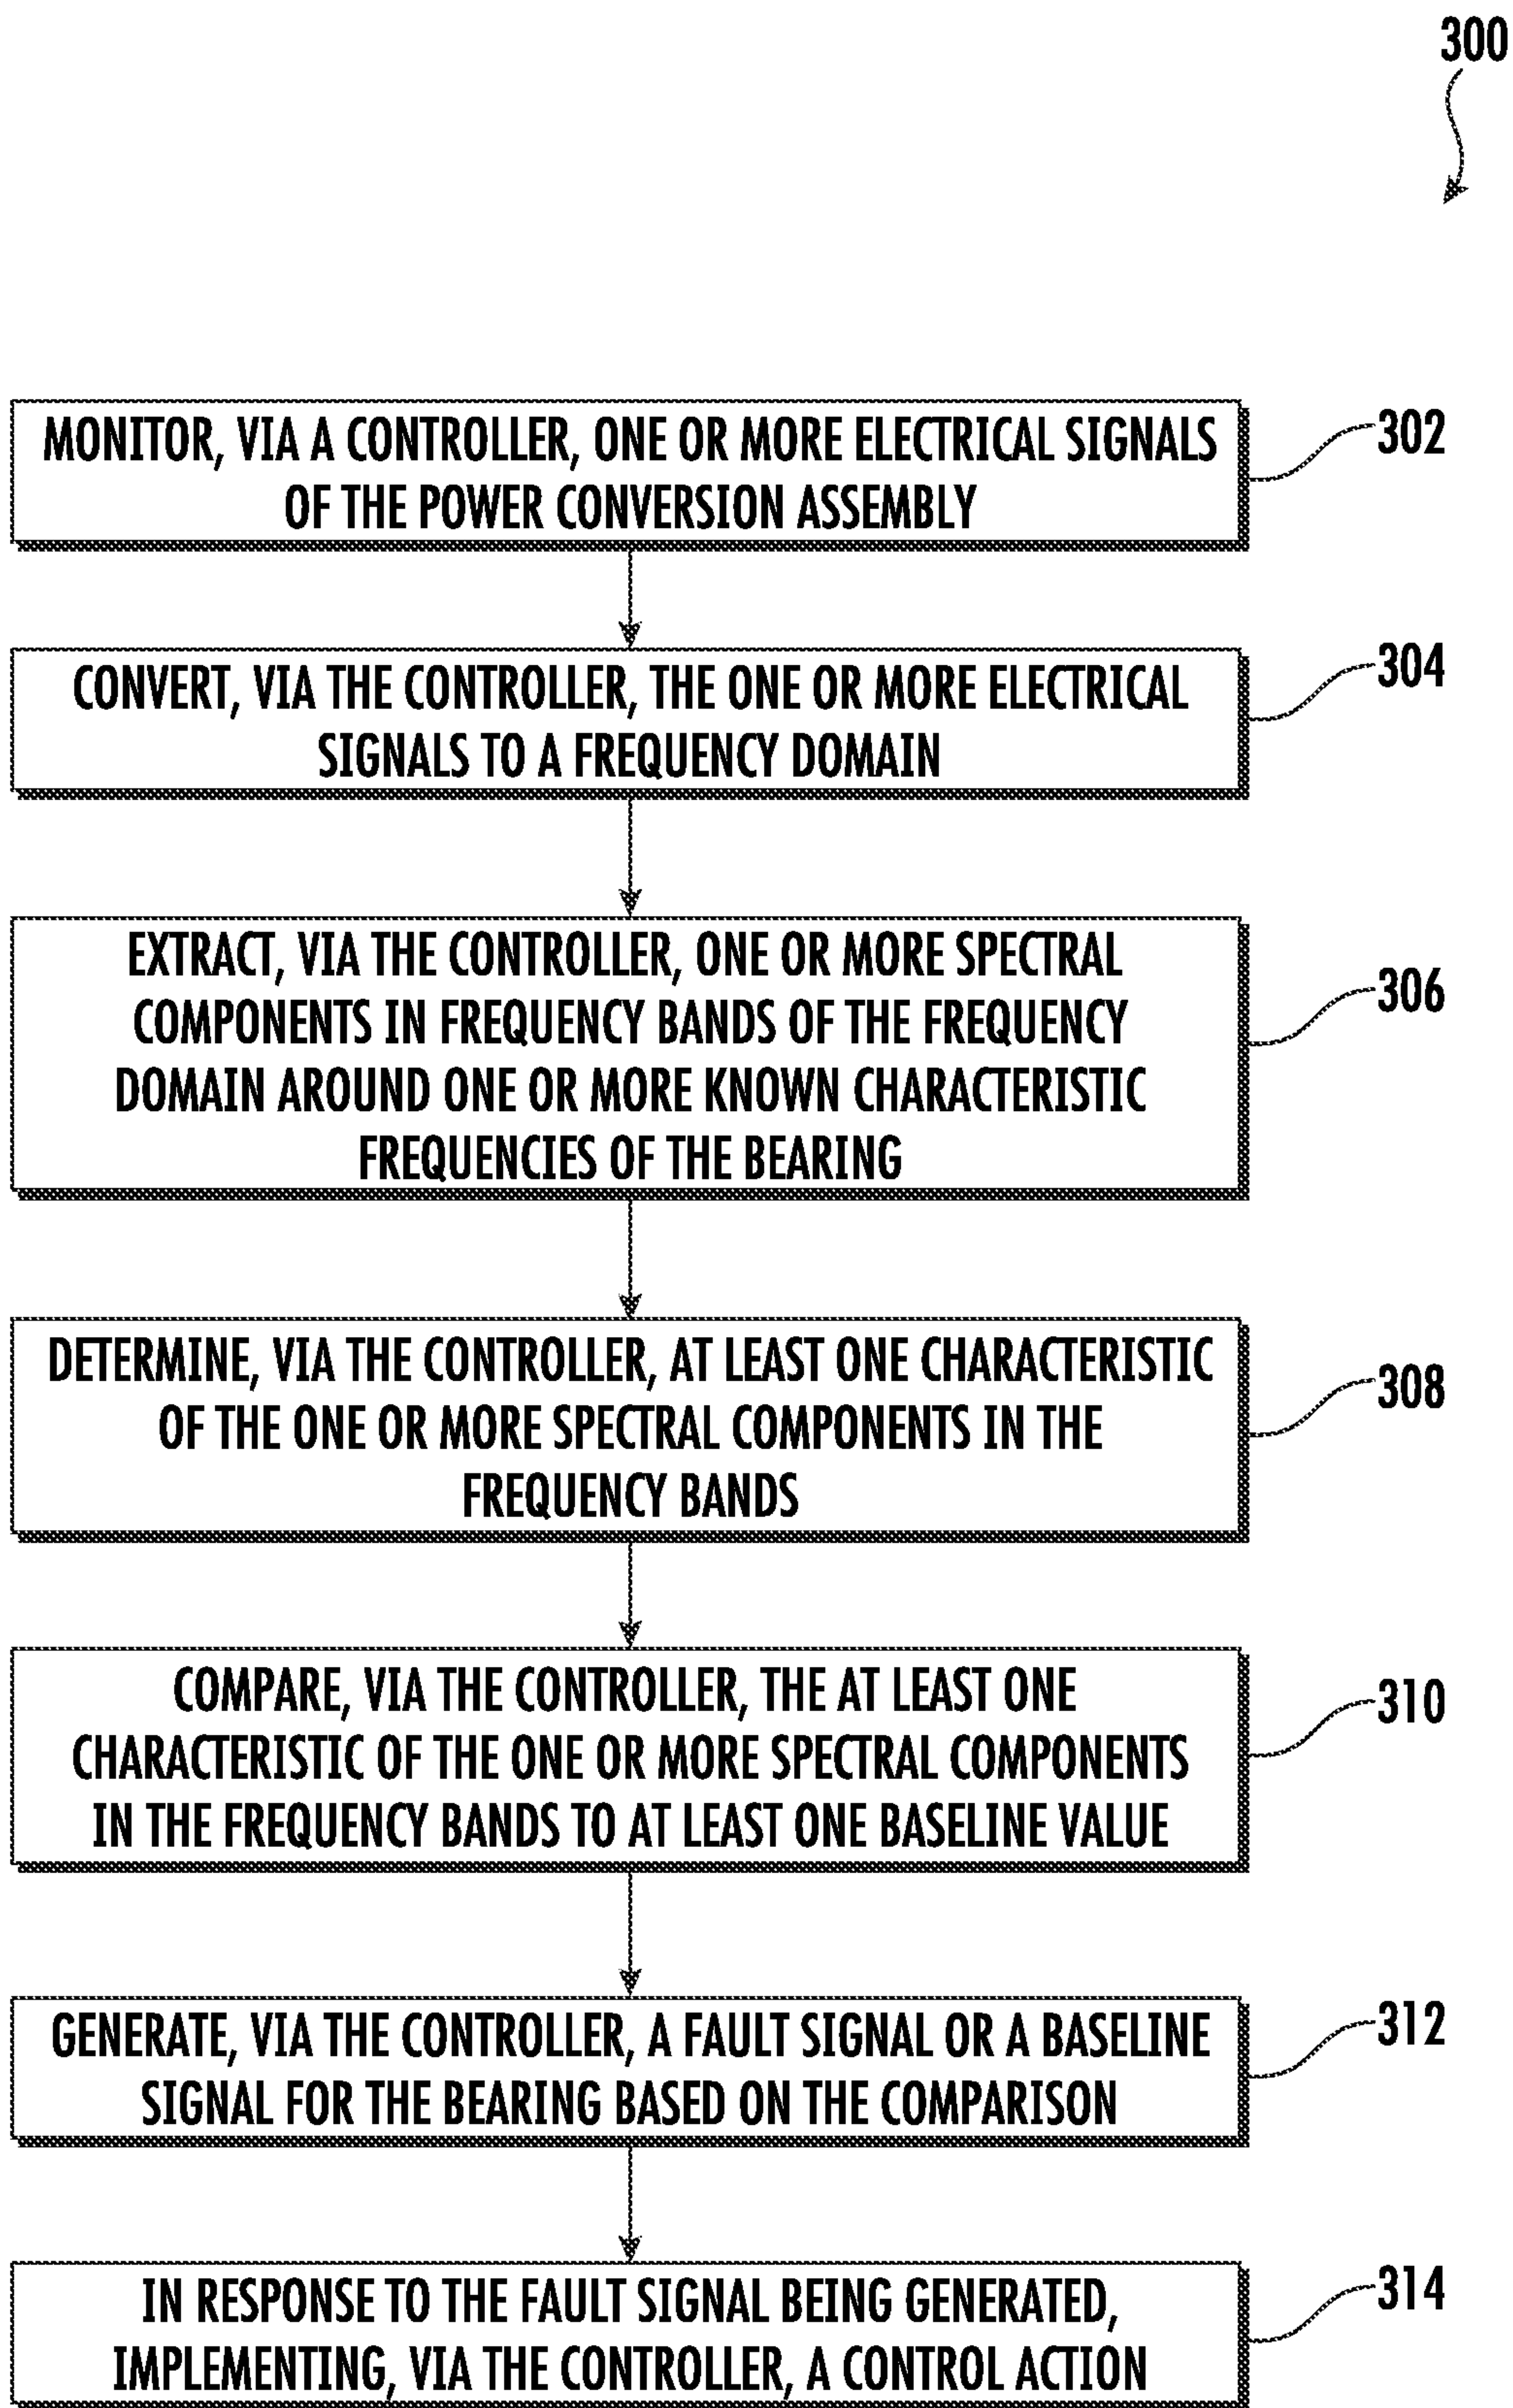 300
MONITOR, VIA A CONTROLLER, ONE OR MORE ELECTRICAL SIGNALS
OF THE POWER CONVERSION ASSEMBLY
302
CONVERT, VIA THE CONTROLLER, THE ONE OR MORE ELECTRICAL
SIGNALS TO A FREQUENCY DOMAIN
304
EXTRACT, VIA THE CONTROLLER, ONE OR MORE SPECTRAL
COMPONENTS IN FREQUENCY BANDS OF THE FREQUENCY
DOMAIN AROUND ONE OR MORE KNOWN CHARACTERISTIC
FREQUENCIES OF THE BEARING
306
DETERMINE, VIA THE CONTROLLER, AT LEAST ONE CHARACTERISTIC
OF THE ONE OR MORE SPECTRAL COMPONENTS IN THE
FREQUENCY BANDS
308
COMPARE, VIA THE CONTROLLER, THE AT LEAST ONE
CHARACTERISTIC OF THE ONE OR MORE SPECTRAL COMPONENTS
IN THE FREQUENCY BANDS TO AT LEAST ONE BASELINE VALUE
310
GENERATE, VIA THE CONTROLLER, A FAULT SIGNAL OR A BASELINE
SIGNAL FOR THE BEARING BASED ON THE COMPARISON
312
IN RESPONSE TO THE FAULT SIGNAL BEING GENERATED,
IMPLEMENTING, VIA THE CONTROLLER, A CONTROL ACTION
314